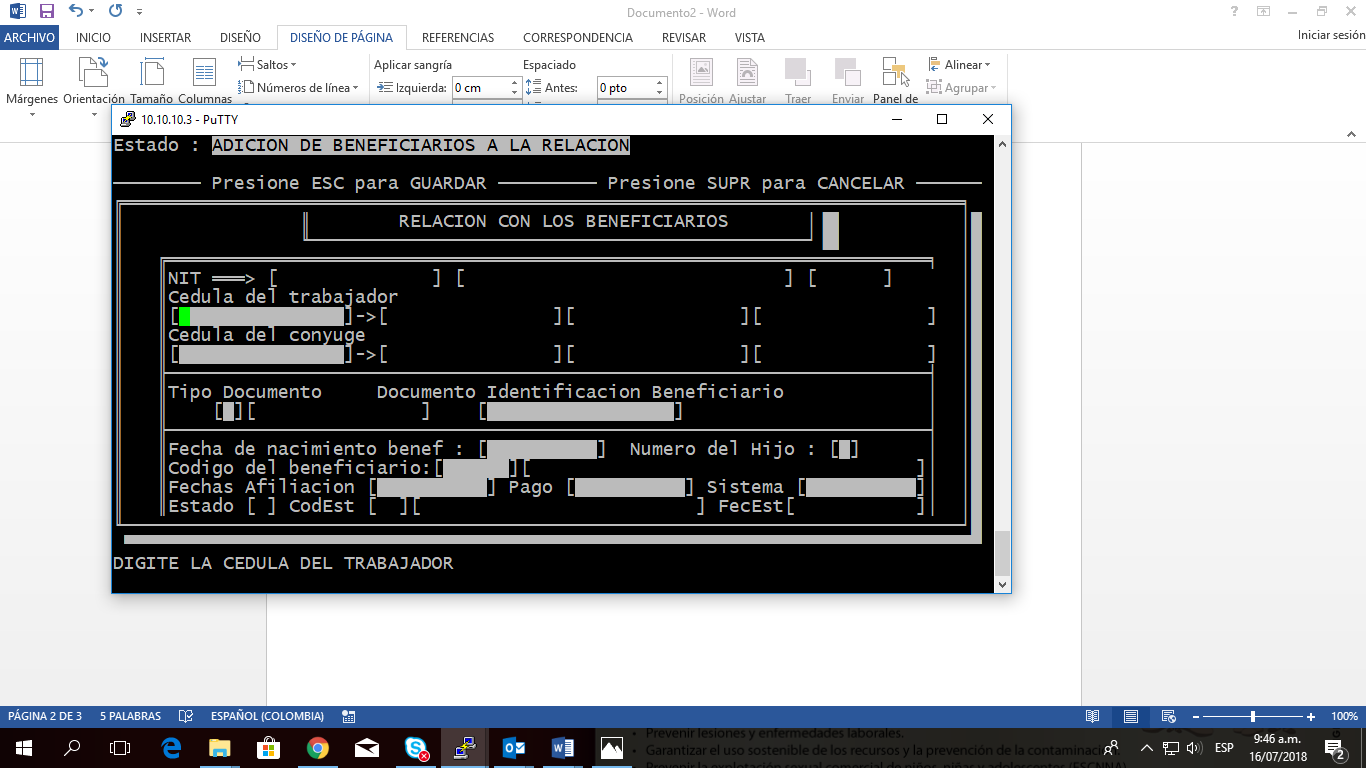 Documento2 - Word
ARCHIVO INICIO INSERTAR DISEÑO DISEÑO DE PÁGINA REFERENCIAS CORRESPONDENCIA REVISAR VISTA Iniciar sesión
Saltos Aplicar sangría Espaciado Alinear
Números de línea Izquierda: 0 cm Antes: 0 pto Agrupar
Márgenes Orientación Tamaño Columnas Posición Ajustar Traer Enviar Panel de
10.10.10.3 - PuTTY
Estado : ADICION DE BENEFICIARIOS A LA RELACION
Presione ESC para GUARDAR Presione SUPR para CANCELAR
RELACION CON LOS BENEFICIARIOS
NIT ===> [ ] [ ] [ ]
Cedula del trabajador
[ ]->[ ][ ][ ]
Cedula del conyuge
[ ]->[ ][ ][ ]
Tipo Documento Documento Identificacion Beneficiario
[ ][ ] [ ]
Fecha de nacimiento benef : [ ] Numero del Hijo : [ ]
Codigo del beneficiario:[ ][ ]
Fechas Afiliacion [ ] Pago [ ] Sistema [ ]
Estado [ ] CodEst [ ][ ] FecEst[ ]
DIGITE LA CEDULA DEL TRABAJADOR
PÁGINA 2 DE 3 5 PALABRAS ESPAÑOL (COLOMBIA) 100%
Prevenir lesiones y enfermedades laborales.
• Garantizar el uso sostenible de los recursos y la prevención de la contaminac
ESP 9:46 a.m.
16/07/2018
2